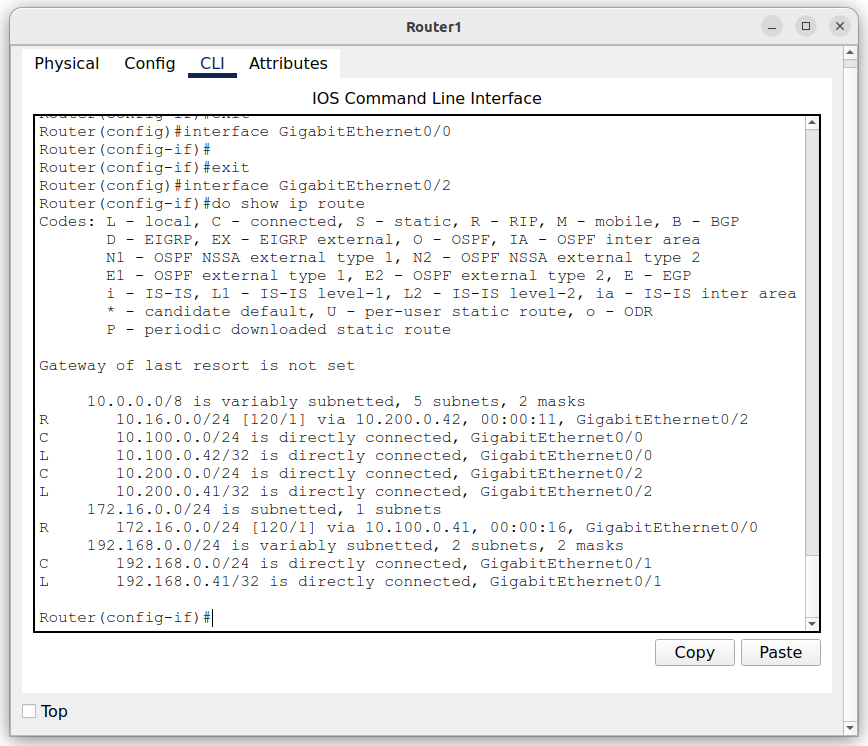 Router1
Physical Config CLI Attributes
IOS Command Line Interface
Router(config-if)#exit
Router(config)#interface GigabitEthernet0/0
Router(config-if)#
Router(config-if)#exit
Router(config)#interface GigabitEthernet0/2
Router(config-if)#do show ip route
Codes: L - local, C - connected, S - static, R - RIP, M - mobile, B - BGP
D - EIGRP, EX - EIGRP external, O - OSPF, IA - OSPF inter area
N1 - OSPF NSSA external type 1, N2 - OSPF NSSA external type 2
E1 - OSPF external type 1, E2 - OSPF external type 2, E - EGP
i - IS-IS, L1 - IS-IS level-1, L2 - IS-IS level-2, ia - IS-IS inter area
* - candidate default, U - per-user static route, o - ODR
P - periodic downloaded static route
Gateway of last resort is not set
10.0.0.0/8 is variably subnetted, 5 subnets, 2 masks
R 10.16.0.0/24 [120/1] via 10.200.0.42, 00:00:11, GigabitEthernet0/2
C 10.100.0.0/24 is directly connected, GigabitEthernet0/0
L 10.100.0.42/32 is directly connected, GigabitEthernet0/0
C 10.200.0.0/24 is directly connected, GigabitEthernet0/2
L 10.200.0.41/32 is directly connected, GigabitEthernet0/2
172.16.0.0/24 is subnetted, 1 subnets
R 172.16.0.0/24 [120/1] via 10.100.0.41, 00:00:16, GigabitEthernet0/0
192.168.0.0/24 is variably subnetted, 2 subnets, 2 masks
C 192.168.0.0/24 is directly connected, GigabitEthernet0/1
L 192.168.0.41/32 is directly connected, GigabitEthernet0/1
Router(config-if)#
Copy Paste
Top